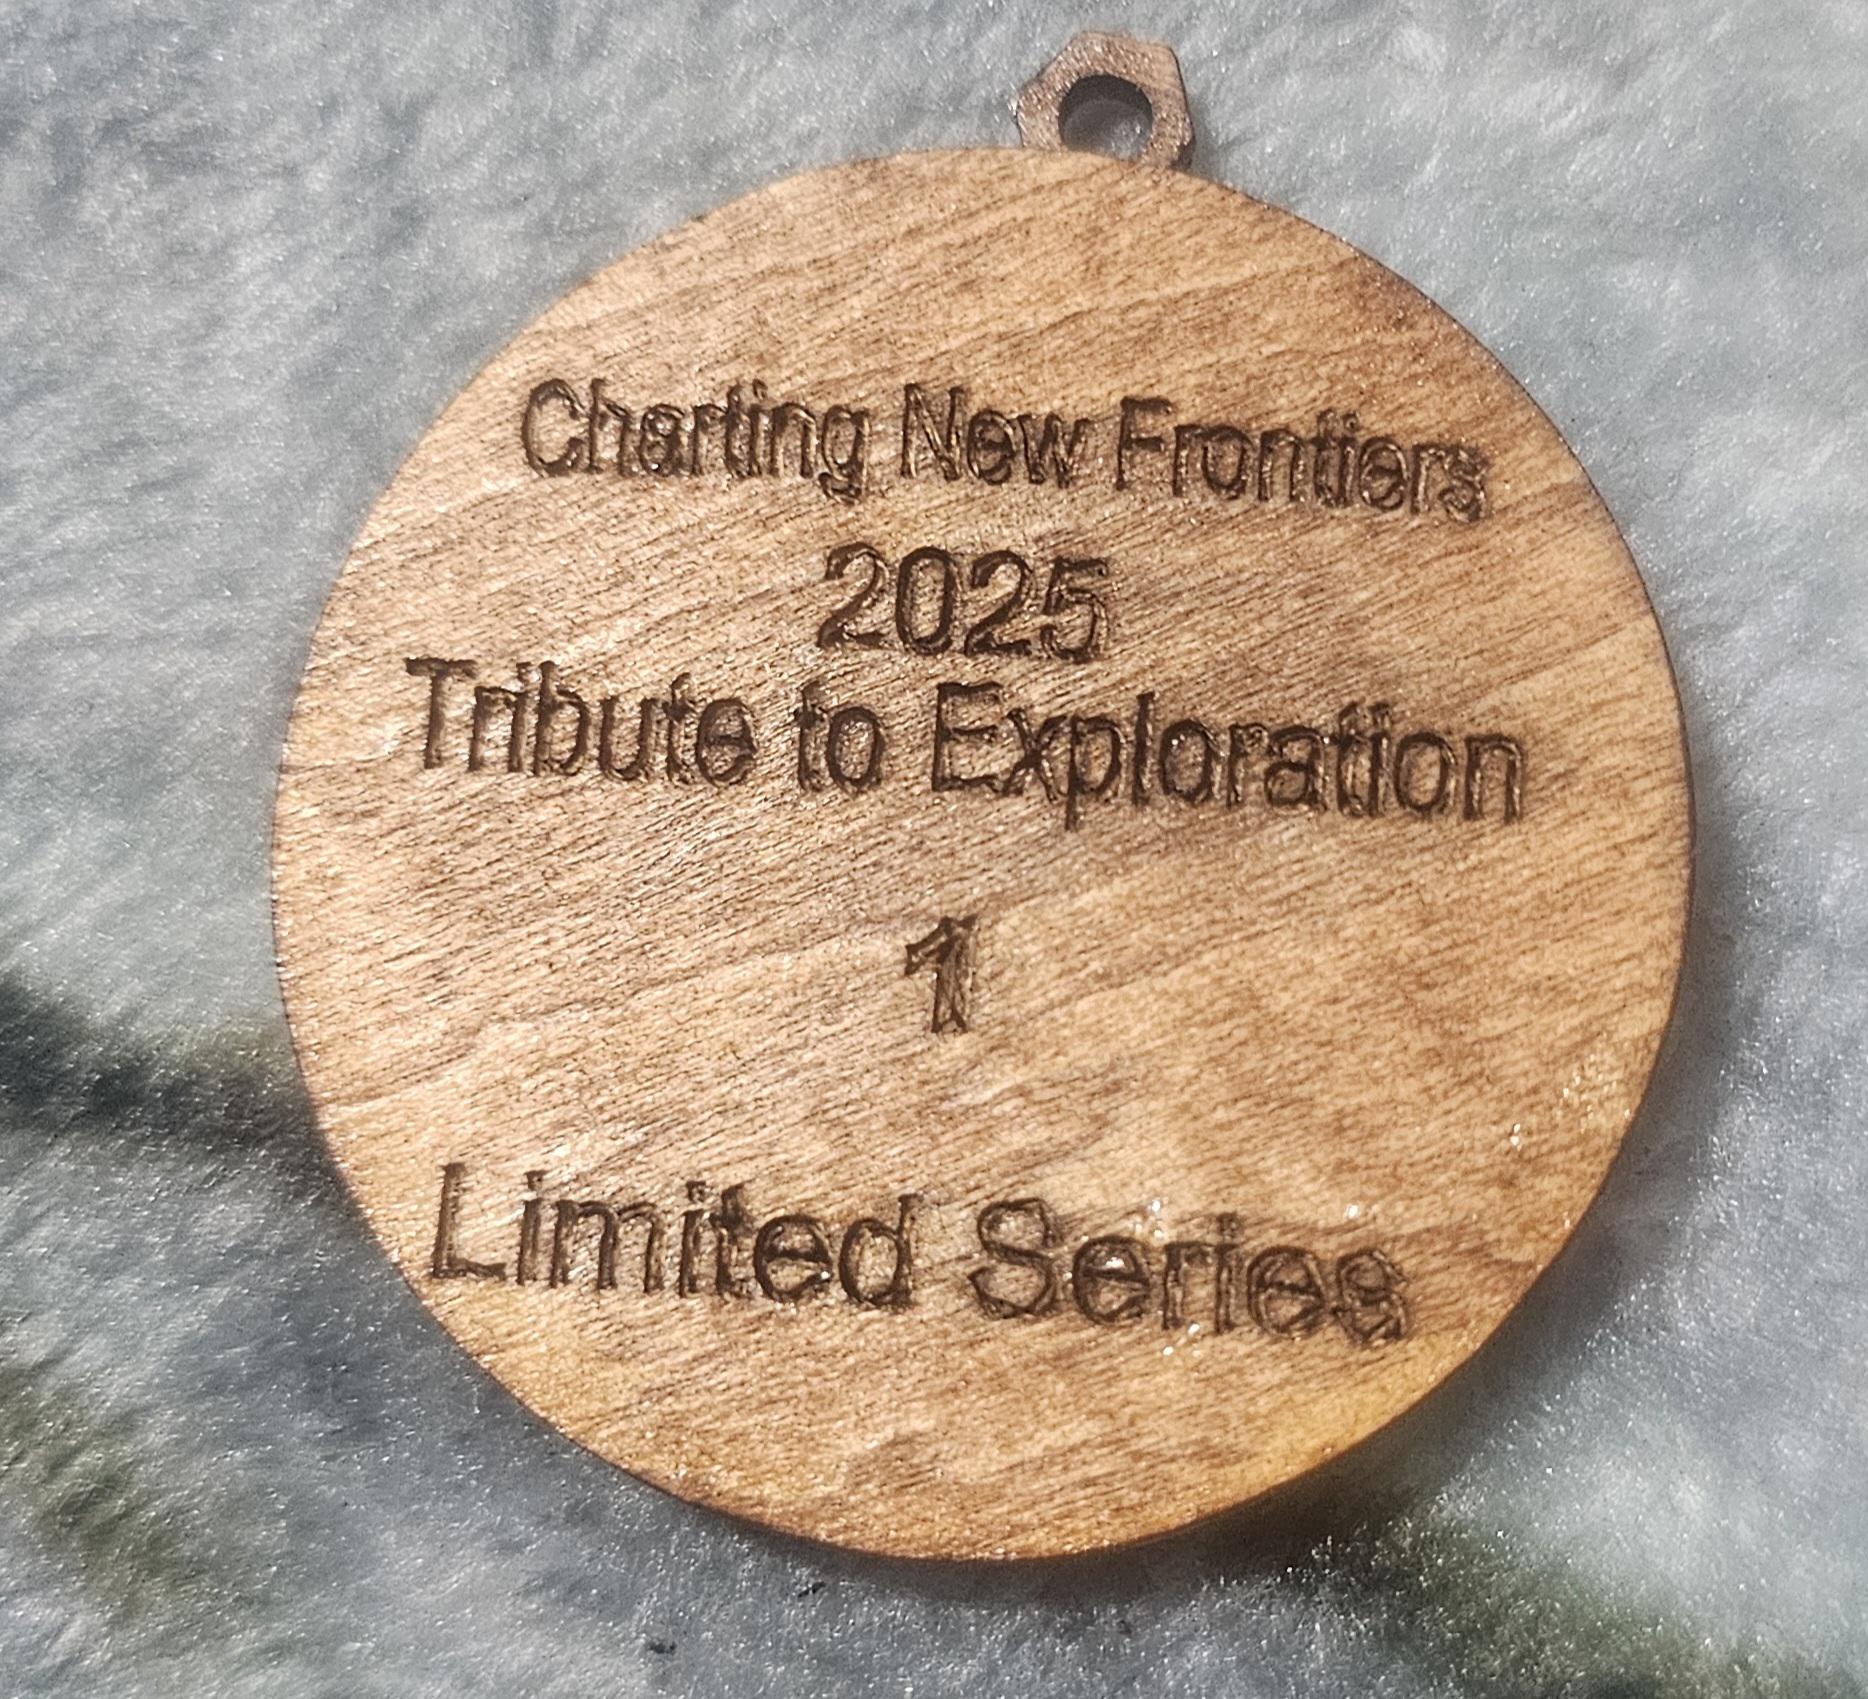 Charting New Frontiers
2025
Tribute to Exploration
1
Limited Series